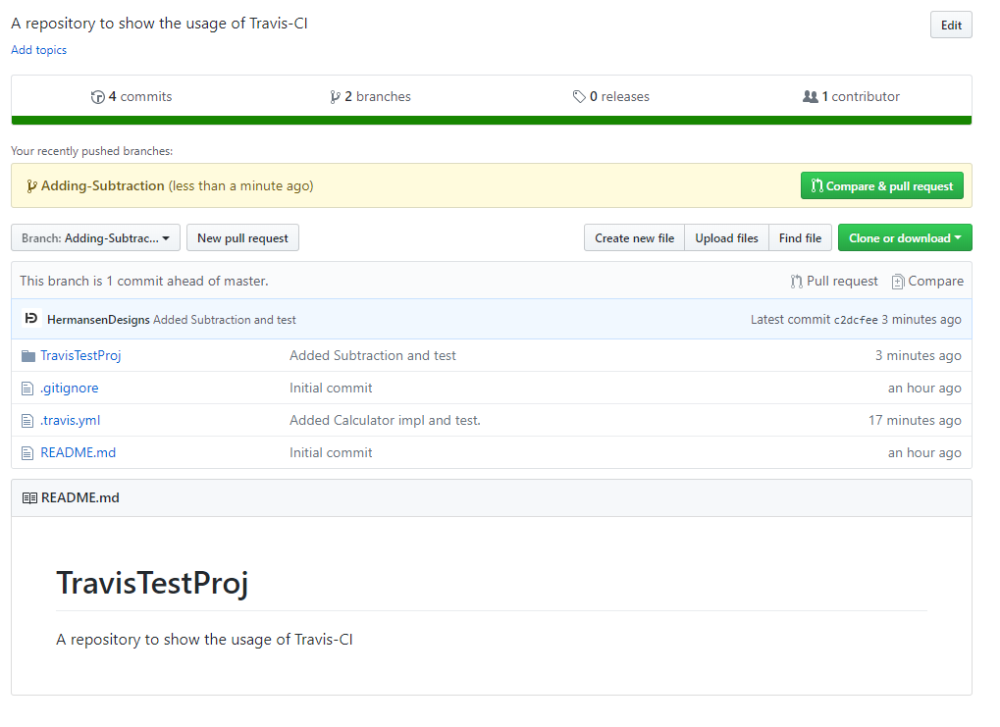 A repository to show the usage of Travis-CI
Edit
Add topics
4 commits
2 branches
0 releases
1 contributor
Your recently pushed branches:
Adding-Subtraction (less than a minute ago)
Compare & pull request
Branch: Adding-Subtrac...
New pull request
Create new file
Upload files
Find file
Clone or download
This branch is 1 commit ahead of master.
Pull request
Compare
HermansenDesigns Added Subtraction and test
Latest commit c2dcfee 3 minutes ago
TravisTestProj
Added Subtraction and test
3 minutes ago
.gitignore
Initial commit
an hour ago
.travis.yml
Added Calculator impl and test.
17 minutes ago
README.md
Initial commit
an hour ago
README.md
TravisTestProj
A repository to show the usage of Travis-CI